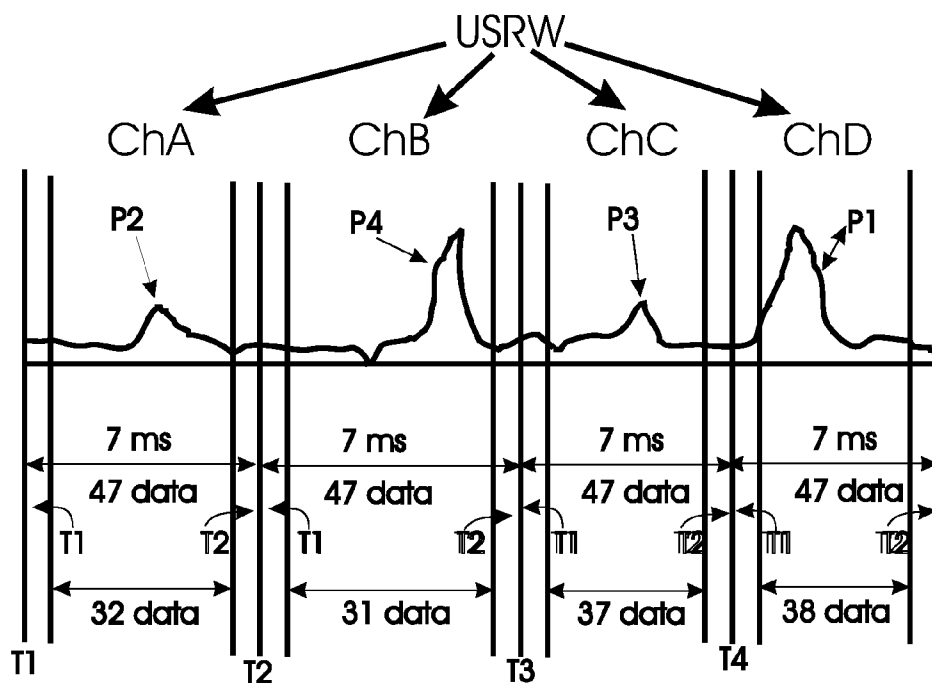 USRW
ChA ChB ChC ChD
P2 P4 P3 P1
7 ms 7 ms 7 ms 7 ms
47 data 47 data 47 data 47 data
T1 T2 T1 T2 T1 T2 T1 T2
32 data 31 data 37 data 38 data
T1 T2 T3 T4